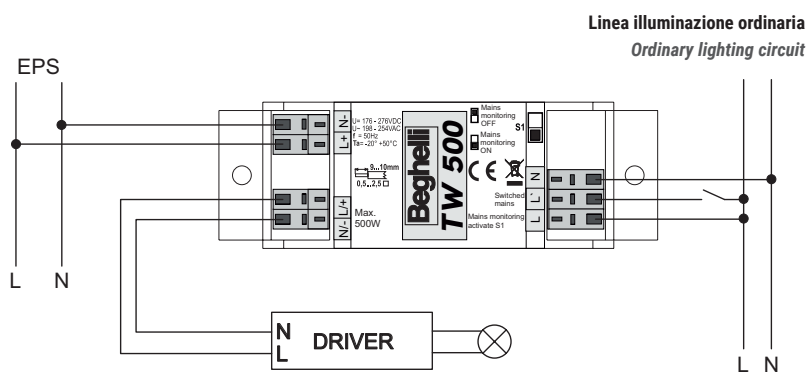 Linea illuminazione ordinaria
Ordinary lighting circuit
EPS
L
N
N-
L+
L/+
N/-
U= 176 - 276VDC
U~ 198 - 254VAC
f = 50Hz
Ta= -20° +50°C
9...10mm
0,5...2,5
Max.
500W
Beghelli
TW 500
Mains
monitoring
OFF
Mains
monitoring
ON
S1
CE
Switched
mains
Mains monitoring
activate S1
N
L'
L
N
L
DRIVER
L
N